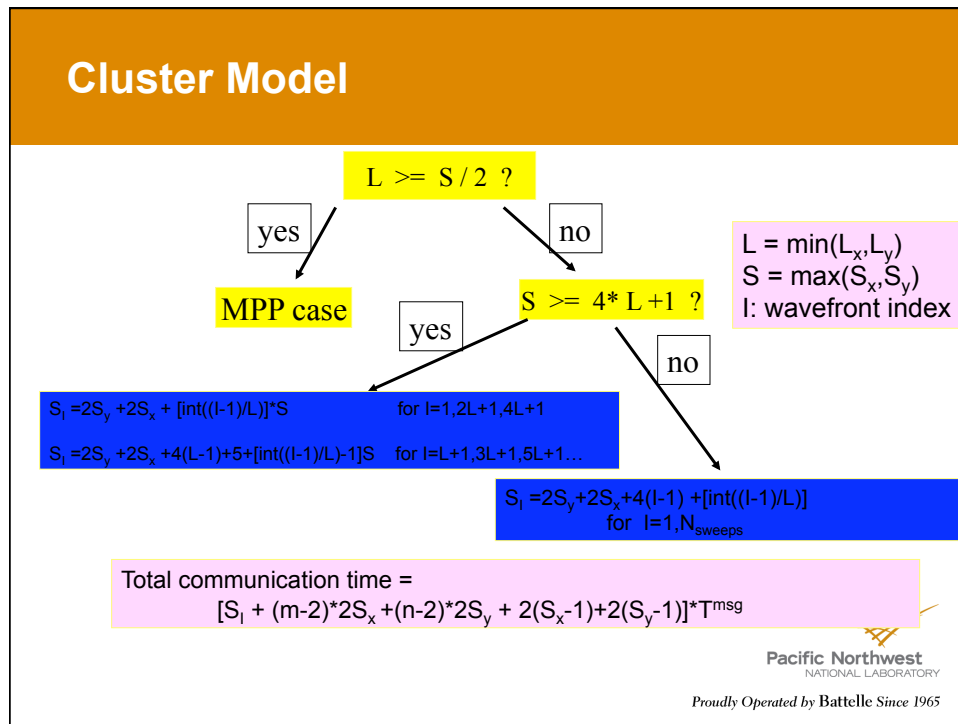 Cluster Model
L >= S / 2 ?
yes
no
L = min(Lx,Ly)
S = max(Sx,Sy)
I: wavefront index
MPP case
S >= 4* L +1 ?
yes
no
SI =2Sy +2Sx + [int((I-1)/L)]*S for I=1,2L+1,4L+1
SI =2Sy +2Sx +4(L-1)+5+[int((I-1)/L)-1]S for I=L+1,3L+1,5L+1…
SI =2Sy+2Sx+4(I-1) +[int((I-1)/L)]
for I=1,Nsweeps
Total communication time =
[SI + (m-2)*2Sx +(n-2)*2Sy + 2(Sx-1)+2(Sy-1)]*Tmsg
Pacific Northwest
NATIONAL LABORATORY
Proudly Operated by Battelle Since 1965